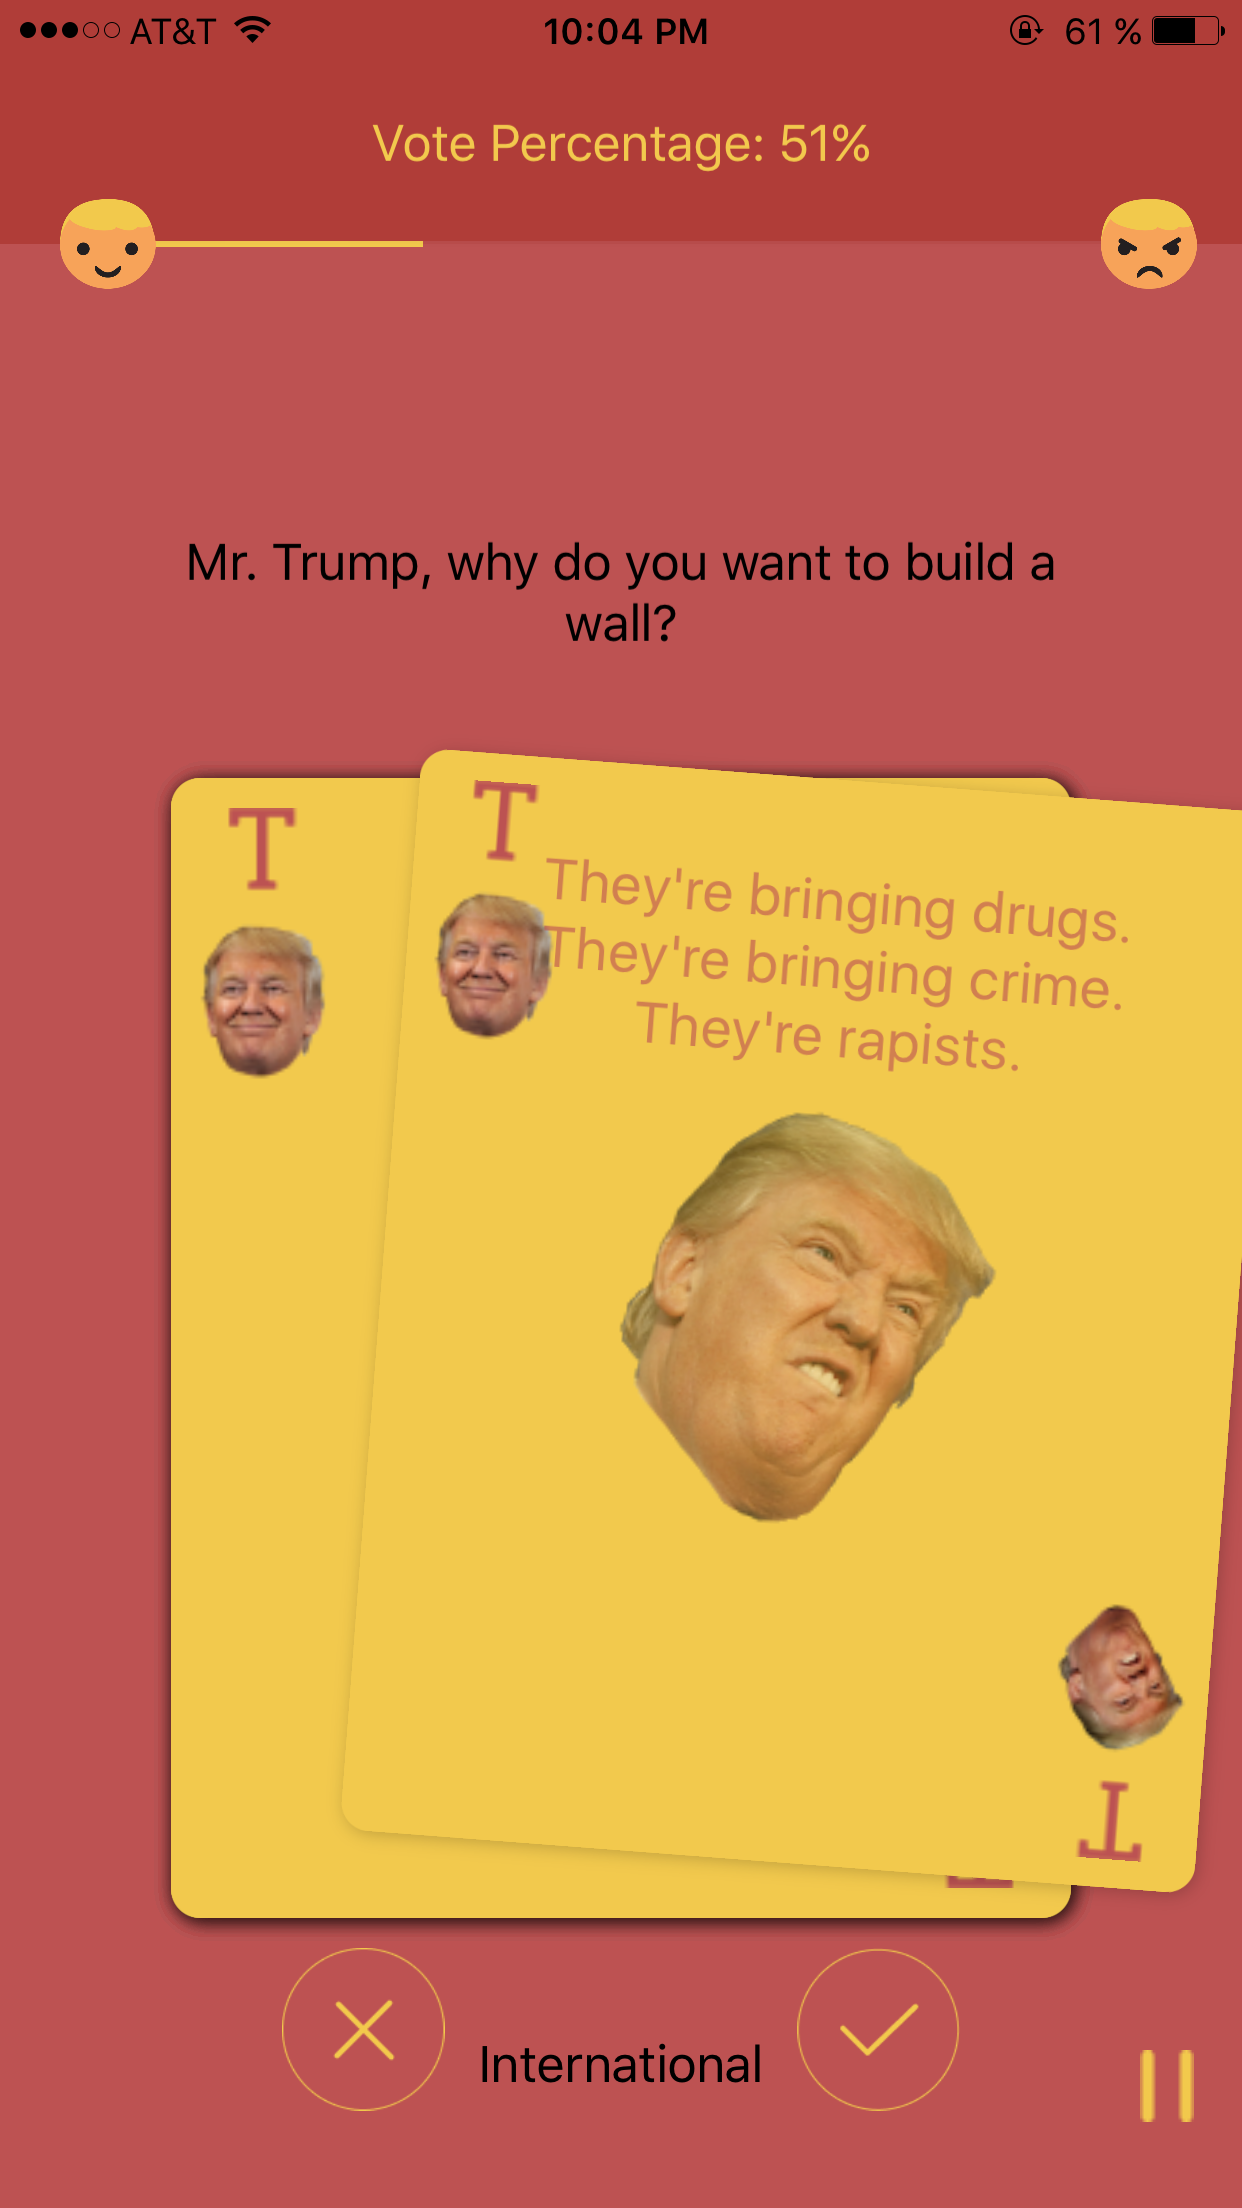 AT&T 10:04 PM 61 %
Vote Percentage: 51%
Mr. Trump, why do you want to build a
wall?
T
T
They're bringing drugs.
They're bringing crime.
They're rapists.
T
International